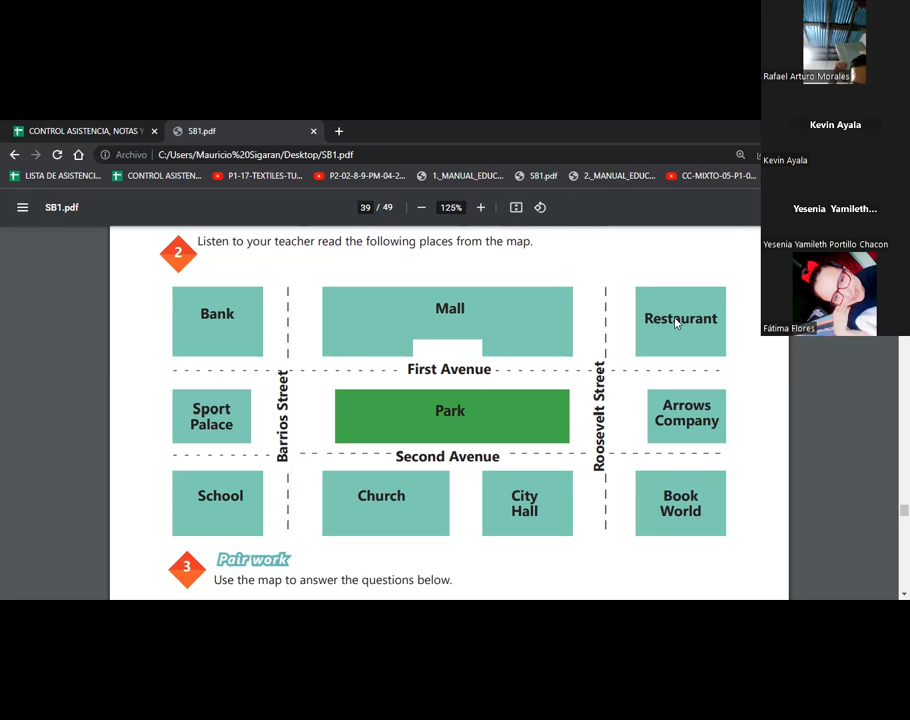 Rafael Arturo Morales
Kevin Ayala
Kevin Ayala
Yesenia Yamileth...
Yesenia Yamileth Portillo Chacon
Fátima Flores
CONTROL ASISTENCIA, NOTAS Y
SB1.pdf
Archivo
C:/Users/Mauricio%20Sigaran/Desktop/SB1.pdf
LISTA DE ASISTENCI...
CONTROL ASISTEN...
P1-17-TEXTILES-TU...
P2-02-8-9-PM-04-2...
1._MANUAL_EDUC...
SB1.pdf
2._MANUAL_EDUC...
CC-MIXTO-05-P1-0...
SB1.pdf
39 / 49
125%
2
Listen to your teacher read the following places from the map.
Bank
Mall
Restaurant
First Avenue
Barrios Street
Roosevelt Street
Sport
Palace
Park
Arrows
Company
Second Avenue
School
Church
City
Hall
Book
World
3
Pair work
Use the map to answer the questions below.